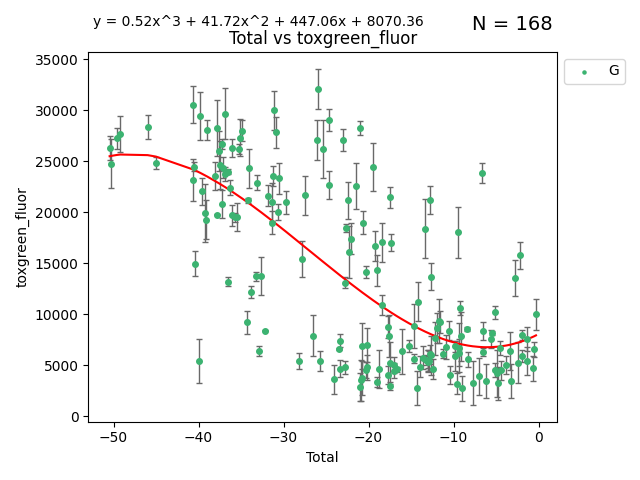 y = 0.52x^3 + 41.72x^2 + 447.06x + 8070.36
N = 168
Total vs toxgreen_fluor
G
toxgreen_fluor
35000
30000
25000
20000
15000
10000
5000
0
−50
−40
−30
−20
−10
0
Total